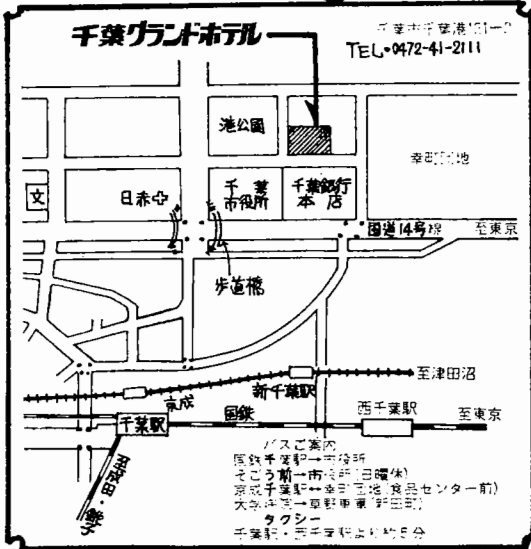 千葉グランドホテル
TEL・0472-41-2111
港公園
幸町団地
文
日赤
千葉
市役所
千葉銀行
本店
国道14号線
至東京
歩道橋
至津田沼
京成
新千葉駅
千葉駅
国鉄
西千葉駅
至東京
至成田
銚子
バスご案内
国鉄千葉駅→市役所
そごう前→市役所(日曜休)
京成千葉駅↔幸町団地(食品センター前)
タクシー
千葉駅・西千葉駅より約5分